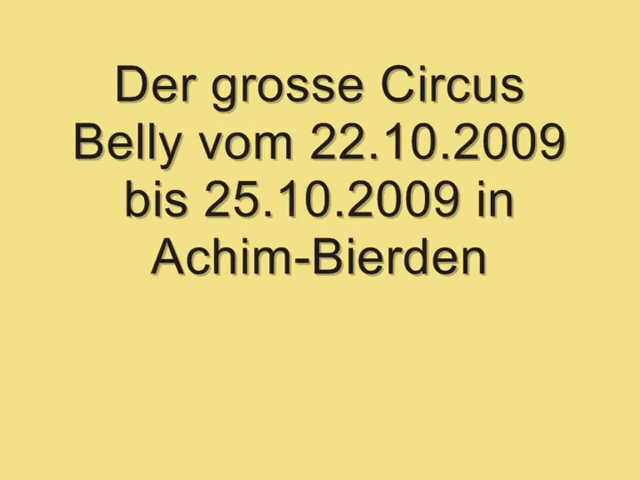 Der grosse Circus
Belly vom 22.10.2009
bis 25.10.2009 in
Achim-Bierden